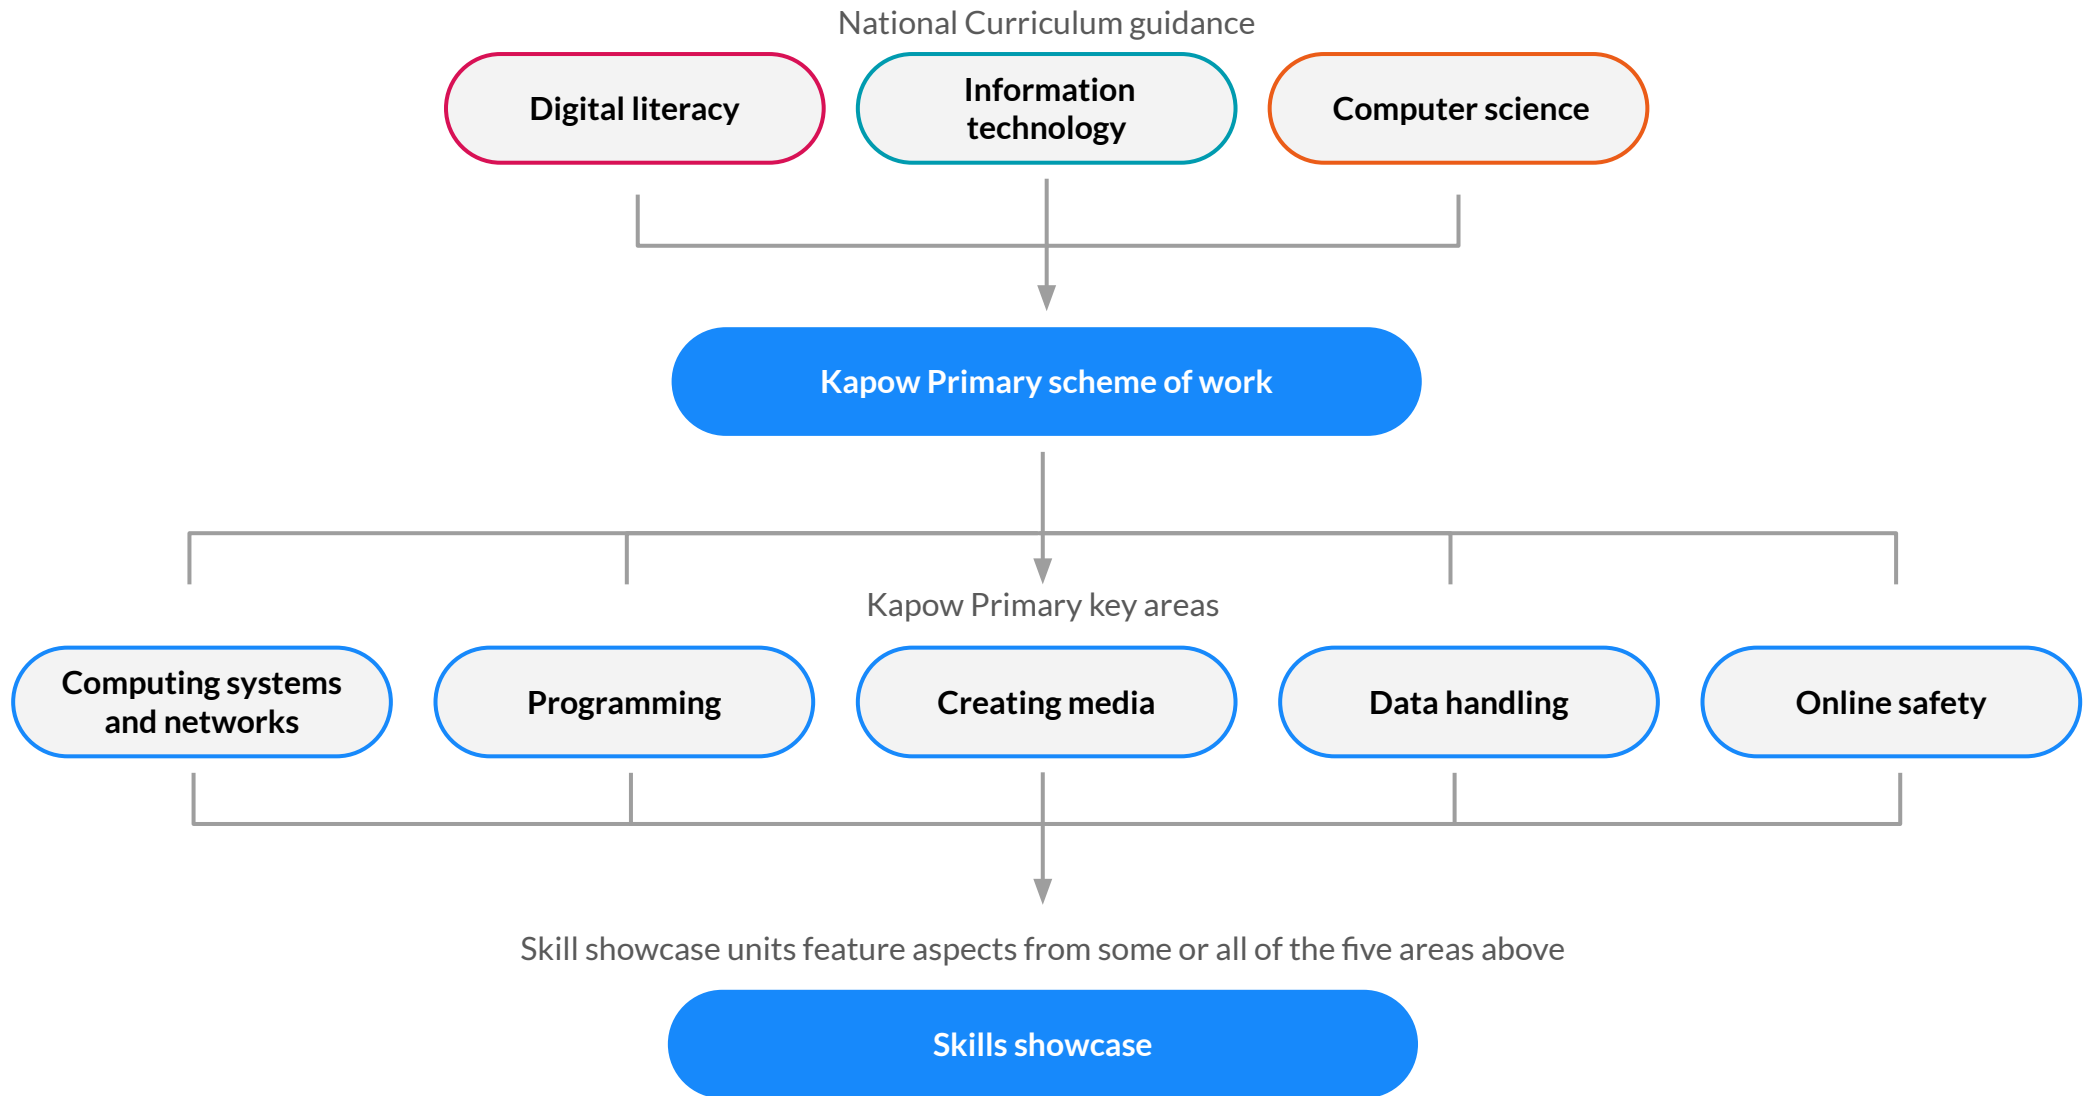 National Curriculum guidance
Digital literacy
Information
technology
Computer science
Kapow Primary scheme of work
Kapow Primary key areas
Computing systems
and networks
Programming
Creating media
Data handling
Online safety
Skill showcase units feature aspects from some or all of the five areas above
Skills showcase